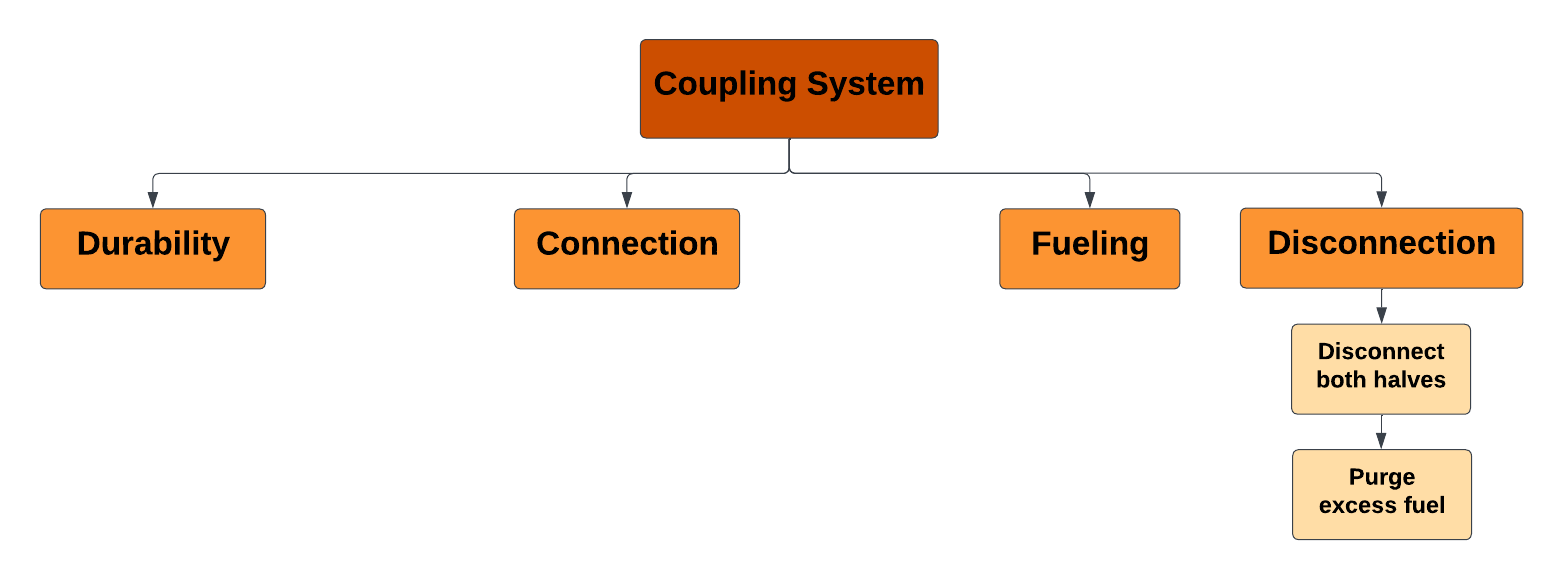 Coupling System
Durability
Connection
Fueling
Disconnection
Disconnect
both halves
Purge
excess fuel